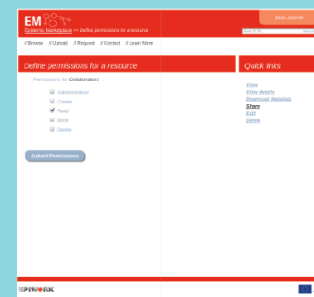 EM
Epidemic Marketplace >> Define permissions for a resource
// Browse // Upload // Request // Contact // Learn More
Define permissions for a resource
Quick links
Permissions for Collaborators
Administration
Create
Read
Write
Delete
Submit Permissions
View
View details
Download Metadata
Share
Edit
Delete
EPIWORK